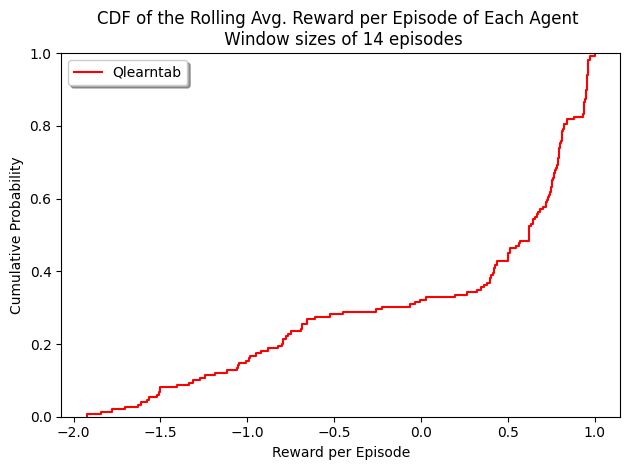 CDF of the Rolling Avg. Reward per Episode of Each Agent
Window sizes of 14 episodes
Qlearntab
1.0
0.8
0.6
0.4
0.2
0.0
Cumulative Probability
−2.0 −1.5 −1.0 −0.5 0.0 0.5 1.0
Reward per Episode